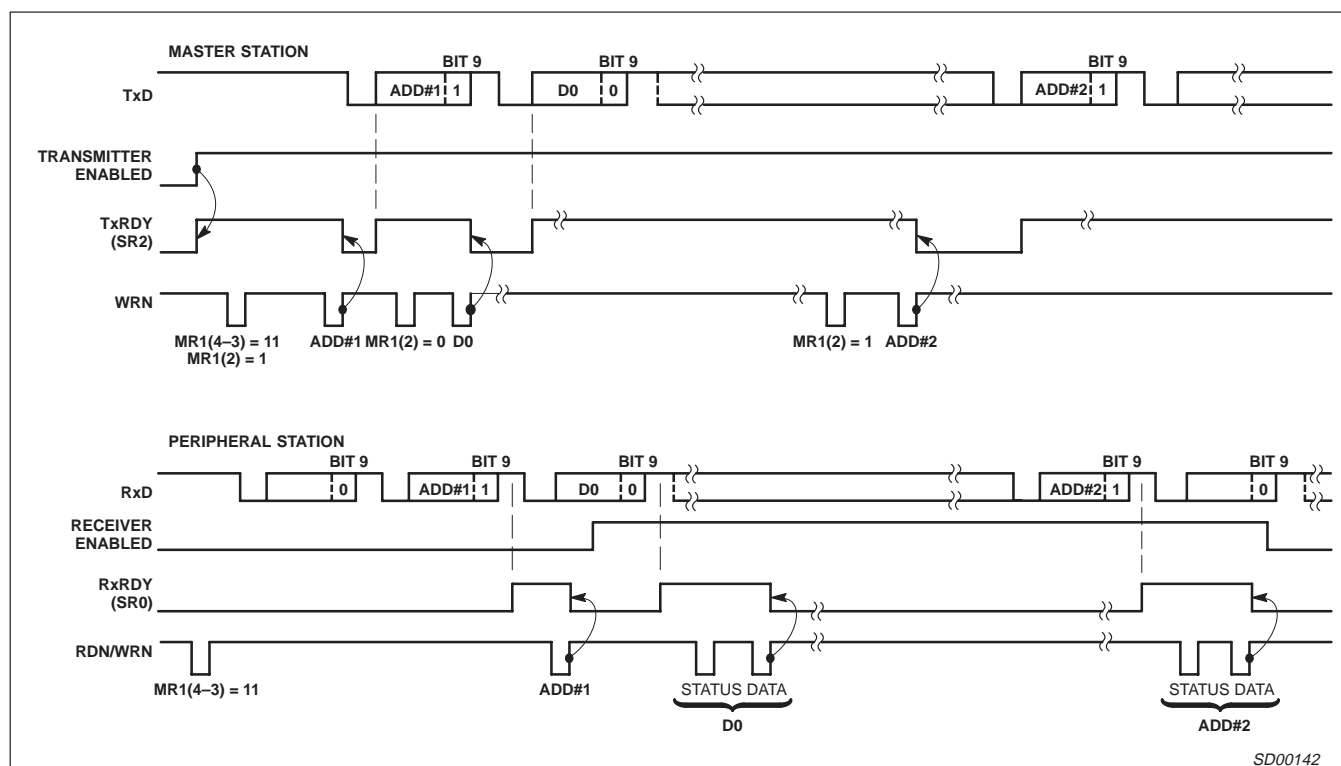 MASTER STATION
BIT 9 BIT 9 BIT 9
TxD ADD#1 1 D0 0 ADD#2 1
TRANSMITTER
ENABLED
TxRDY
(SR2)
WRN
MR1(4–3) = 11 ADD#1 MR1(2) = 0 D0 MR1(2) = 1 ADD#2
MR1(2) = 1
PERIPHERAL STATION
BIT 9 BIT 9 BIT 9 BIT 9 BIT 9
RxD 0 ADD#1 1 D0 0 ADD#2 1 0
RECEIVER
ENABLED
RxRDY
(SR0)
RDN/WRN
MR1(4–3) = 11 ADD#1 STATUS DATA STATUS DATA
D0 ADD#2
SD00142